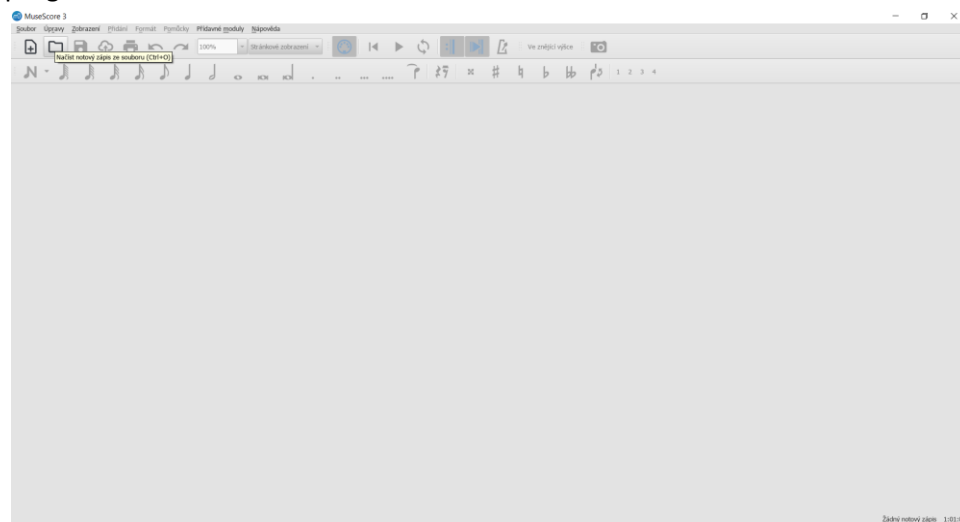 MuseScore 3
Soubor Úpravy Zobrazení Přidání Formát Pomůcky Přídavné moduly Nápověda
100% Stránkové zobrazení Ve znějící výšce
Načíst notový zápis ze souboru (Ctrl+O)
1 2 3 4
Žádný notový zápis